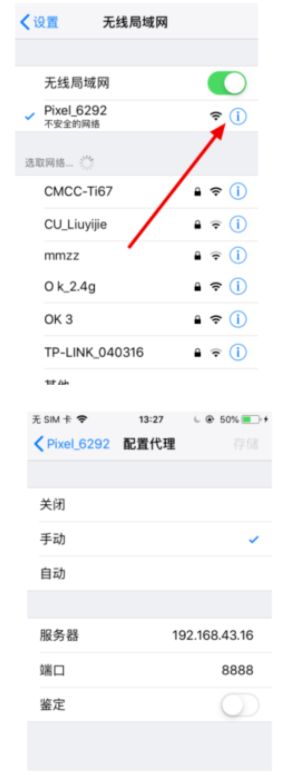 设置 无线局域网
无线局域网
Pixel_6292
不安全的网络
选取网络...
CMCC-Ti67
CU_Liuyijie
mmzz
O k_2.4g
OK 3
TP-LINK_040316
其他
无 SIM 卡 13:27 50%
Pixel_6292 配置代理 存储
关闭
手动
自动
服务器 192.168.43.16
端口 8888
鉴定